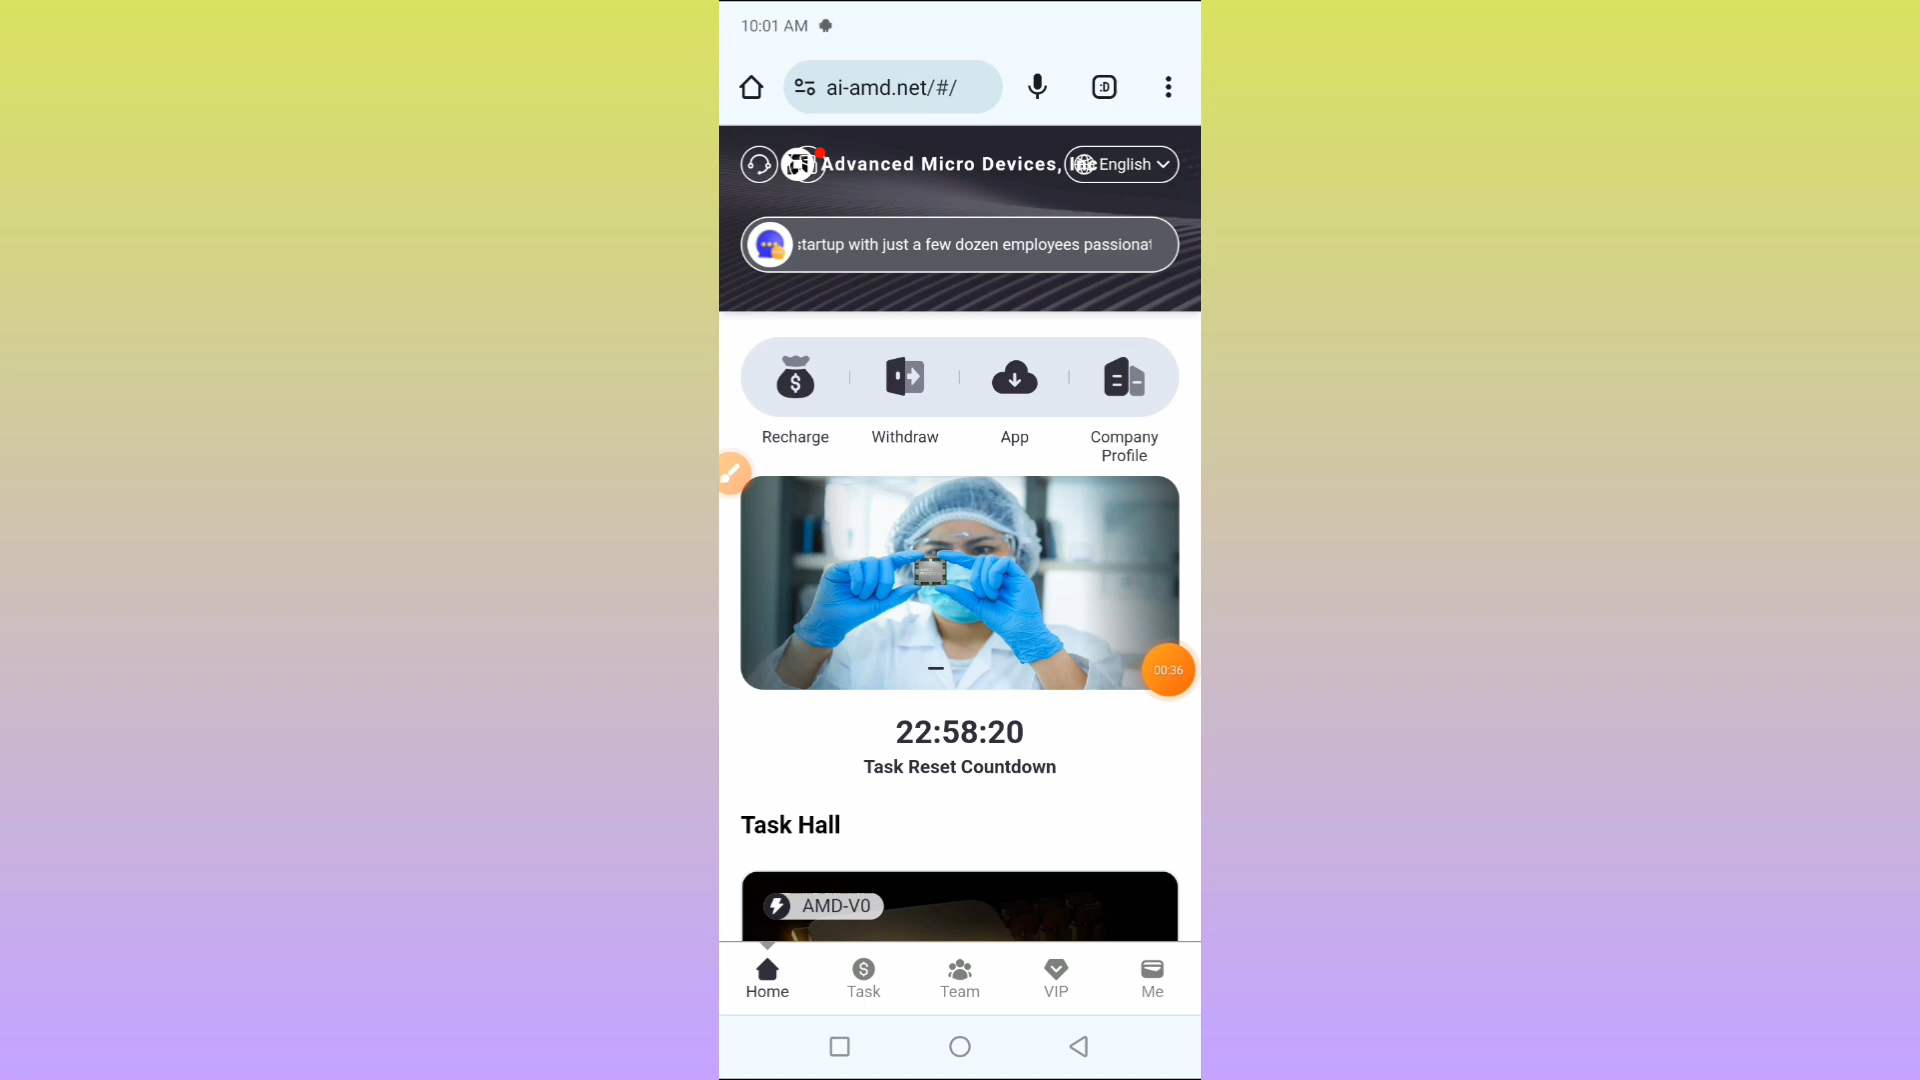 10:01 AM
ai-amd.net/#/
:D
Advanced Micro Devices, Inc
English
startup with just a few dozen employees passionat
Recharge
Withdraw
App
Company
Profile
00:36
22:58:20
Task Reset Countdown
Task Hall
AMD-V0
Home
Task
Team
VIP
Me